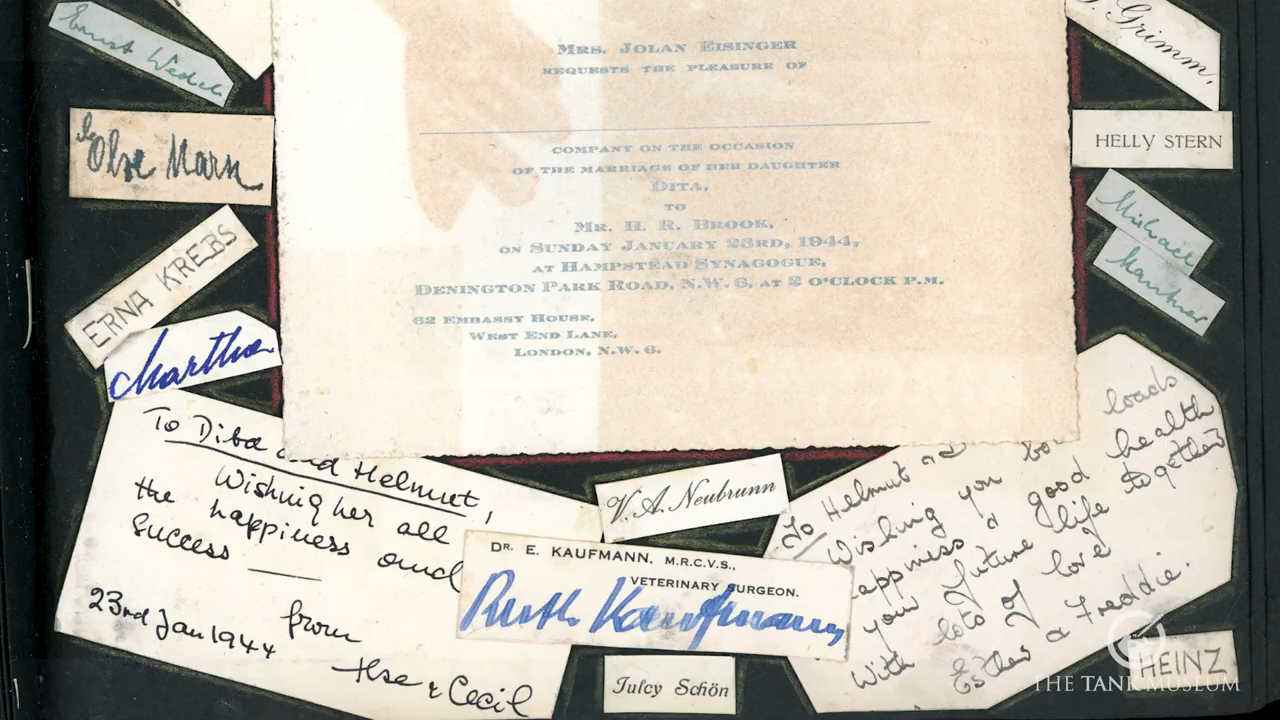 Ernst
Mrs. Jolan Eisinger
requests the pleasure of
company on the occasion
of the marriage of her daughter
Dita,
to
Mr. H. R. Brook,
on Sunday January 23rd, 1944,
at Hampstead Synagogue,
Denington Park Road, N.W. 6, at 2 o'clock p.m.
62 Embassy House,
West End Lane,
London, N.W. 6.
Grimm,
HELLY STERN
Michael
ERNA KREBS
Martha
To Dita and Helmut,
Wishing her all
the happiness and
success —
23rd Jan 1944
from
Ilse & Cecil
V. A. Neubrunn
DR. E. KAUFMANN, M.R.C.V.S.,
VETERINARY SURGEON.
Ruth Kaufmann
Julcy Schön
loads
To Helmut
Wishing you good health
happiness
your future life together
With lots of love
Esther & Freddie.
HEINZ
THE TANK MUSEUM